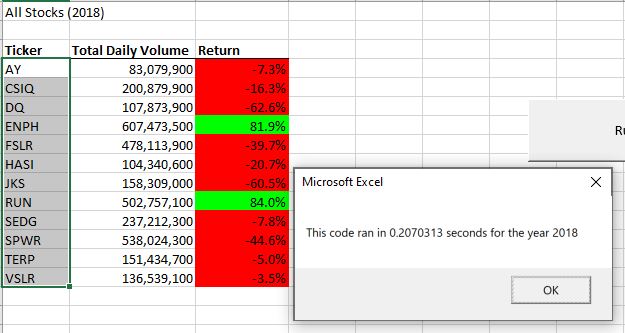 All Stocks (2018)
Ticker Total Daily Volume Return
AY 83,079,900 -7.3%
CSIQ 200,879,900 -16.3%
DQ 107,873,900 -62.6%
ENPH 607,473,500 81.9%
FSLR 478,113,900 -39.7%
HASI 104,340,600 -20.7%
JKS 158,309,000 -60.5%
RUN 502,757,100 84.0%
SEDG 237,212,300 -7.8%
SPWR 538,024,300 -44.6%
TERP 151,434,700 -5.0%
VSLR 136,539,100 -3.5%
Microsoft Excel
This code ran in 0.2070313 seconds for the year 2018
OK